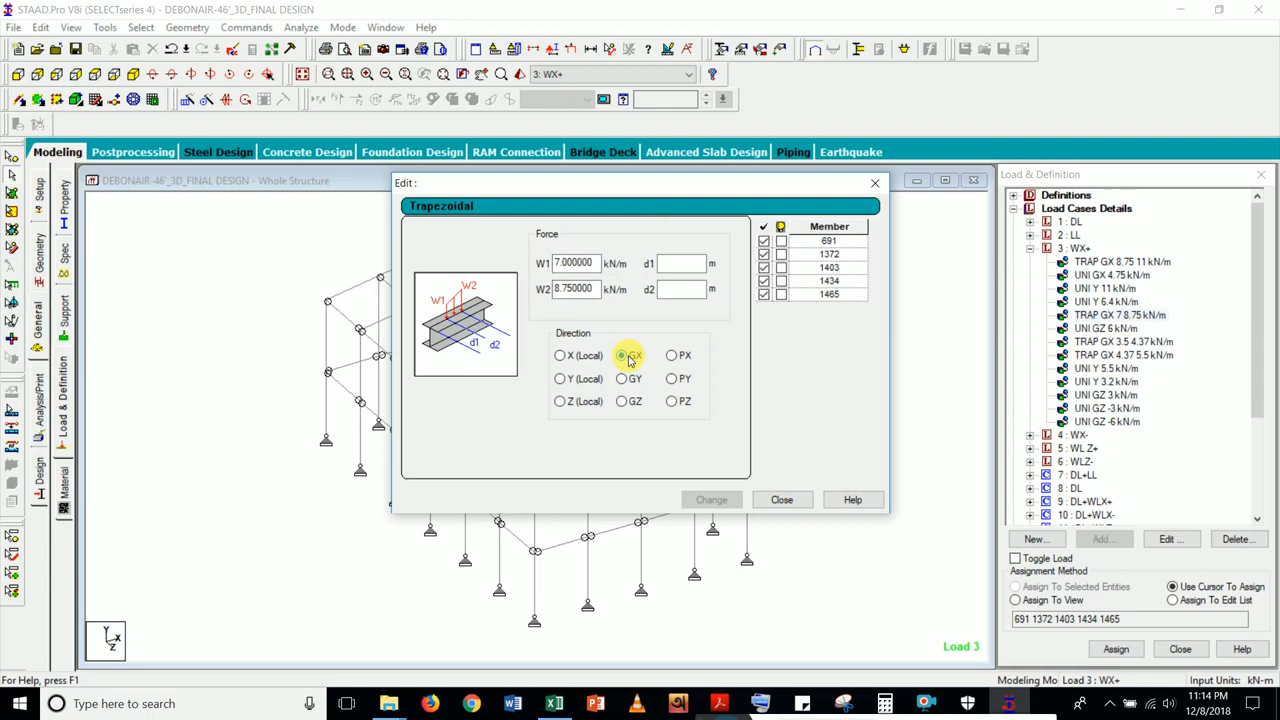 STAAD.Pro V8i (SELECTseries 4) - DEBONAIR-46'_3D_FINAL DESIGN
File Edit View Tools Select Geometry Commands Analyze Mode Window Help
3: WX+
Modeling Postprocessing Steel Design Concrete Design Foundation Design RAM Connection Bridge Deck Advanced Slab Design Piping Earthquake
DEBONAIR-46'_3D_FINAL DESIGN - Whole Structure
Setup
Geometry
General
Analysis/Print
Design
Property
Spec
Support
Load & Definition
Material
Edit :
Trapezoidal
Force
W1 7.000000 kN/m d1 m
W2 8.750000 kN/m d2 m
W1 W2
d1 d2
Direction
X (Local) GX PX
Y (Local) GY PY
Z (Local) GZ PZ
Member
691
1372
1403
1434
1465
Change Close Help
Load & Definition
Definitions
Load Cases Details
1 : DL
2 : LL
3 : WX+
TRAP GX 8.75 11 kN/m
UNI GX 4.75 kN/m
UNI Y 11 kN/m
UNI Y 6.4 kN/m
TRAP GX 7 8.75 kN/m
UNI GZ 6 kN/m
TRAP GX 3.5 4.37 kN/m
TRAP GX 4.37 5.5 kN/m
UNI Y 5.5 kN/m
UNI Y 3.2 kN/m
UNI GZ 3 kN/m
UNI GZ -3 kN/m
UNI GZ -6 kN/m
4 : WX-
5 : WL Z+
6 : WLZ-
7 : DL+LL
8 : DL
9 : DL+WLX+
10 : DL+WLX-
New... Add... Edit ... Delete...
Toggle Load
Assignment Method
Assign To Selected Entities Use Cursor To Assign
Assign To View Assign To Edit List
691 1372 1403 1434 1465
Assign Close Help
Y
X
Z
Load 3
For Help, press F1
Modeling Mo Load 3 : WX+ Input Units: kN-m
Type here to search
11:14 PM
12/8/2018